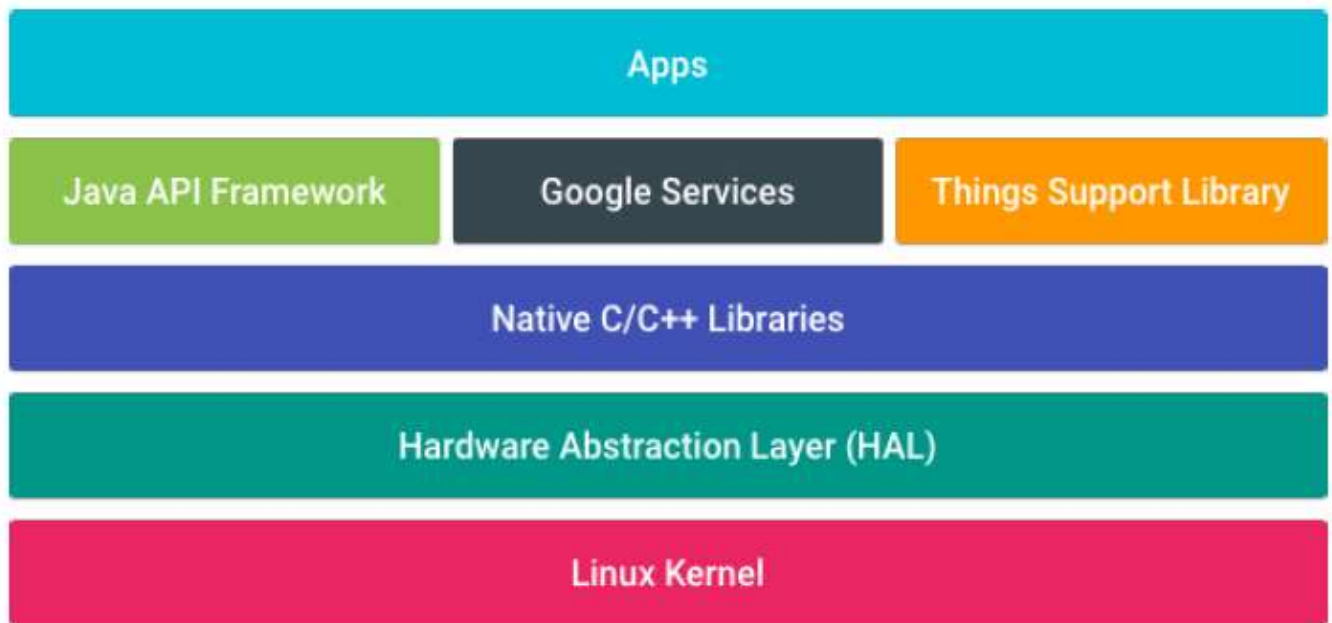 Apps
Java API Framework
Google Services
Things Support Library
Native C/C++ Libraries
Hardware Abstraction Layer (HAL)
Linux Kernel